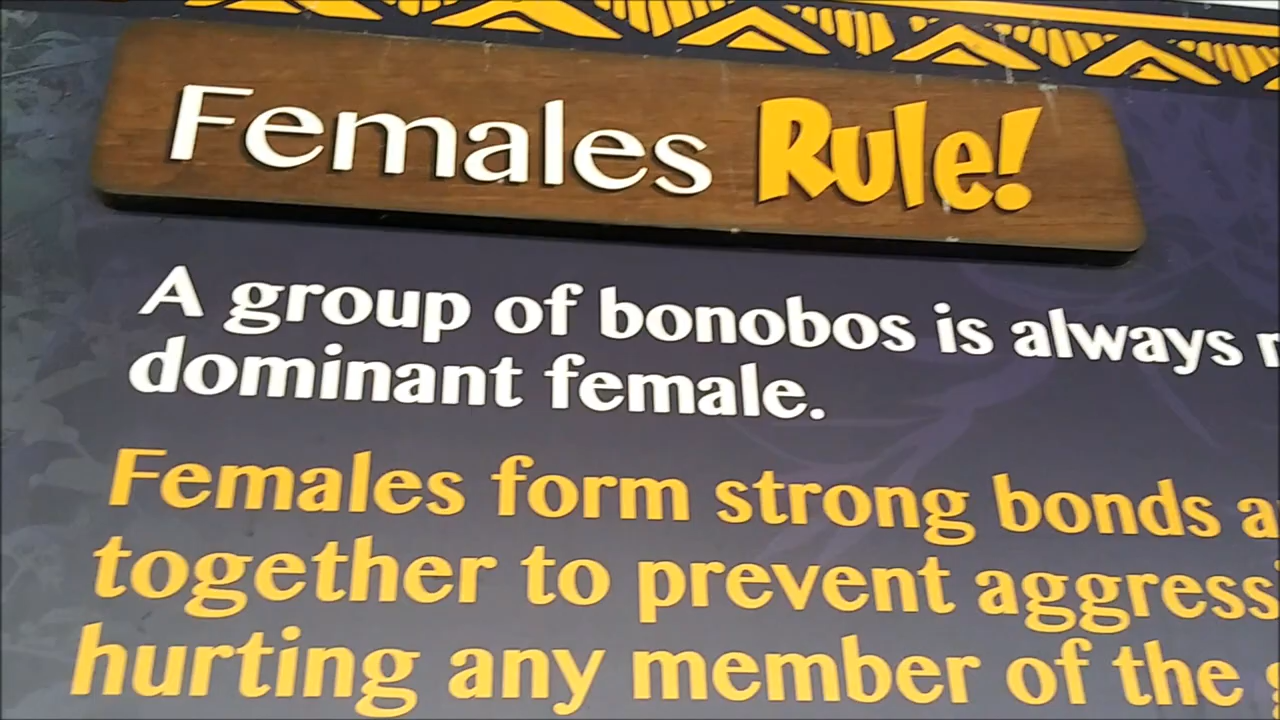 Females Rule!
A group of bonobos is always
dominant female.
Females form strong bonds
together to prevent
hurting any member of the